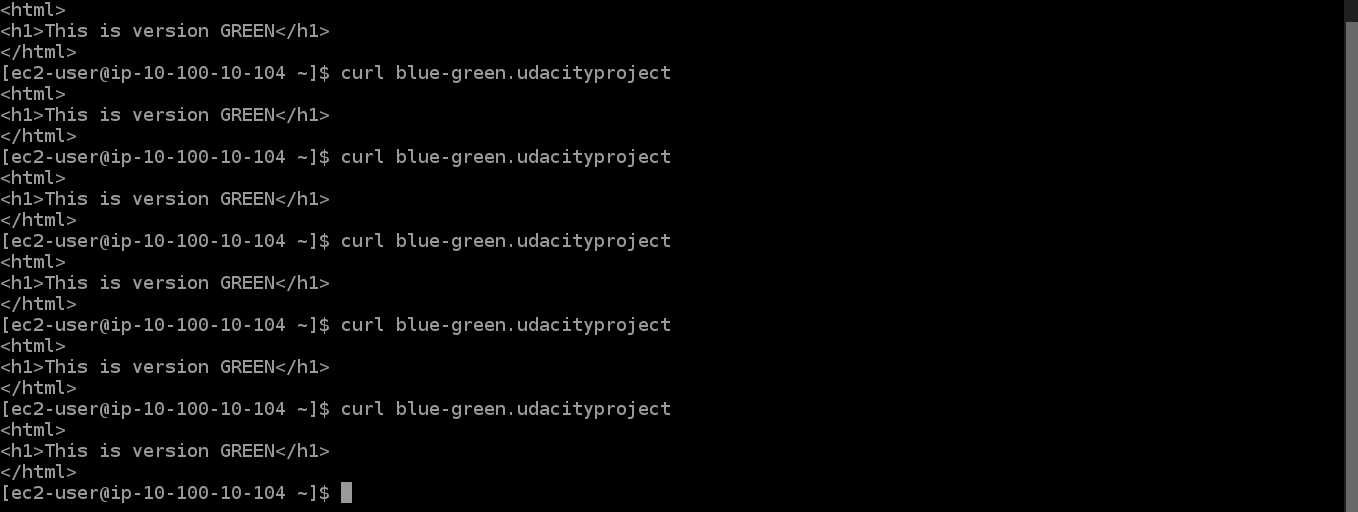 <html>
<h1>This is version GREEN</h1>
</html>
[ec2-user@ip-10-100-10-104 ~]$ curl blue-green.udacityproject
<html>
<h1>This is version GREEN</h1>
</html>
[ec2-user@ip-10-100-10-104 ~]$ curl blue-green.udacityproject
<html>
<h1>This is version GREEN</h1>
</html>
[ec2-user@ip-10-100-10-104 ~]$ curl blue-green.udacityproject
<html>
<h1>This is version GREEN</h1>
</html>
[ec2-user@ip-10-100-10-104 ~]$ curl blue-green.udacityproject
<html>
<h1>This is version GREEN</h1>
</html>
[ec2-user@ip-10-100-10-104 ~]$ curl blue-green.udacityproject
<html>
<h1>This is version GREEN</h1>
</html>
[ec2-user@ip-10-100-10-104 ~]$